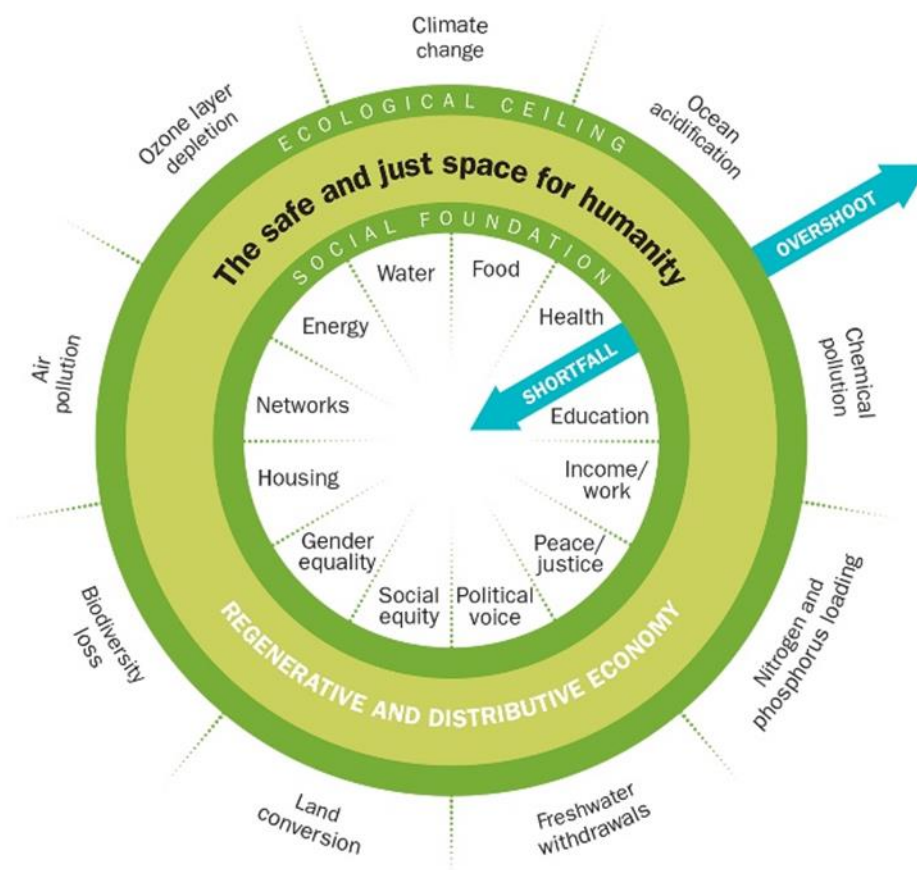 Climate
change
Ocean
acidification
Chemical
pollution
Nitrogen and
phosphorus loading
Freshwater
withdrawals
Land
conversion
Biodiversity
loss
Air
pollution
Ozone layer
depletion
ECOLOGICAL CEILING
The safe and just space for humanity
SOCIAL FOUNDATION
OVERSHOOT
Water
Food
Energy
Health
SHORTFALL
Networks
Education
Housing
Income/
work
Gender
equality
Peace/
justice
Social
equity
Political
voice
REGENERATIVE AND DISTRIBUTIVE ECONOMY